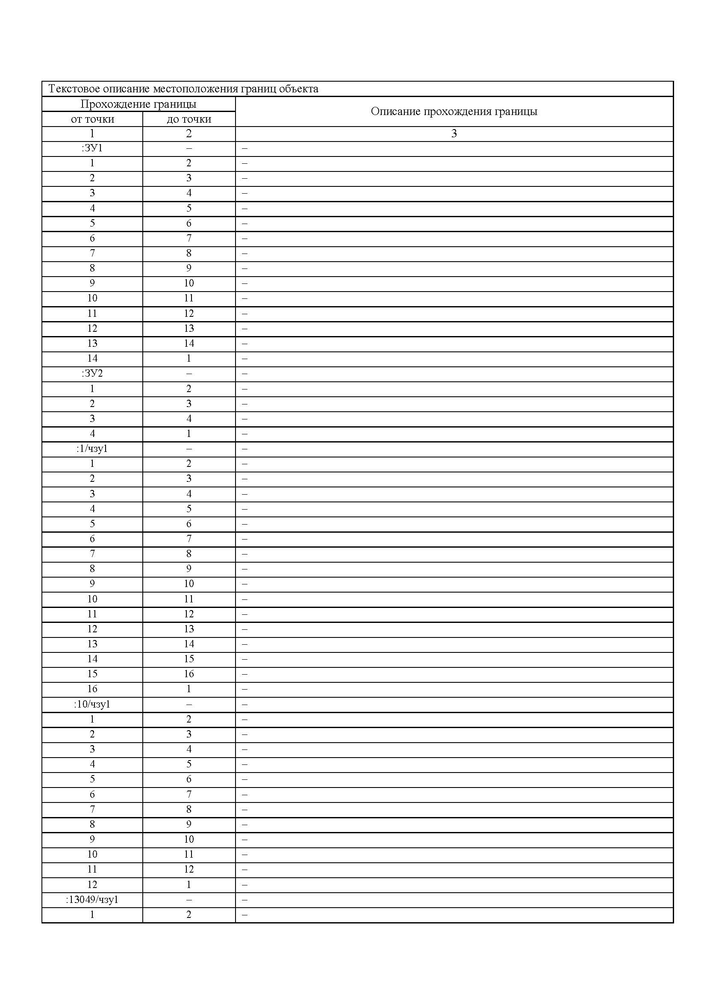 Текстовое описание местоположения границ объекта
Прохождение границы
Описание прохождения границы
от точки до точки
1 2 3
:ЗУ1 – –
1 2 –
2 3 –
3 4 –
4 5 –
5 6 –
6 7 –
7 8 –
8 9 –
9 10 –
10 11 –
11 12 –
12 13 –
13 14 –
14 1 –
:ЗУ2 – –
1 2 –
2 3 –
3 4 –
4 1 –
:1/чзу1 – –
1 2 –
2 3 –
3 4 –
4 5 –
5 6 –
6 7 –
7 8 –
8 9 –
9 10 –
10 11 –
11 12 –
12 13 –
13 14 –
14 15 –
15 16 –
16 1 –
:10/чзу1 – –
1 2 –
2 3 –
3 4 –
4 5 –
5 6 –
6 7 –
7 8 –
8 9 –
9 10 –
10 11 –
11 12 –
12 1 –
:13049/чзу1 – –
1 2 –